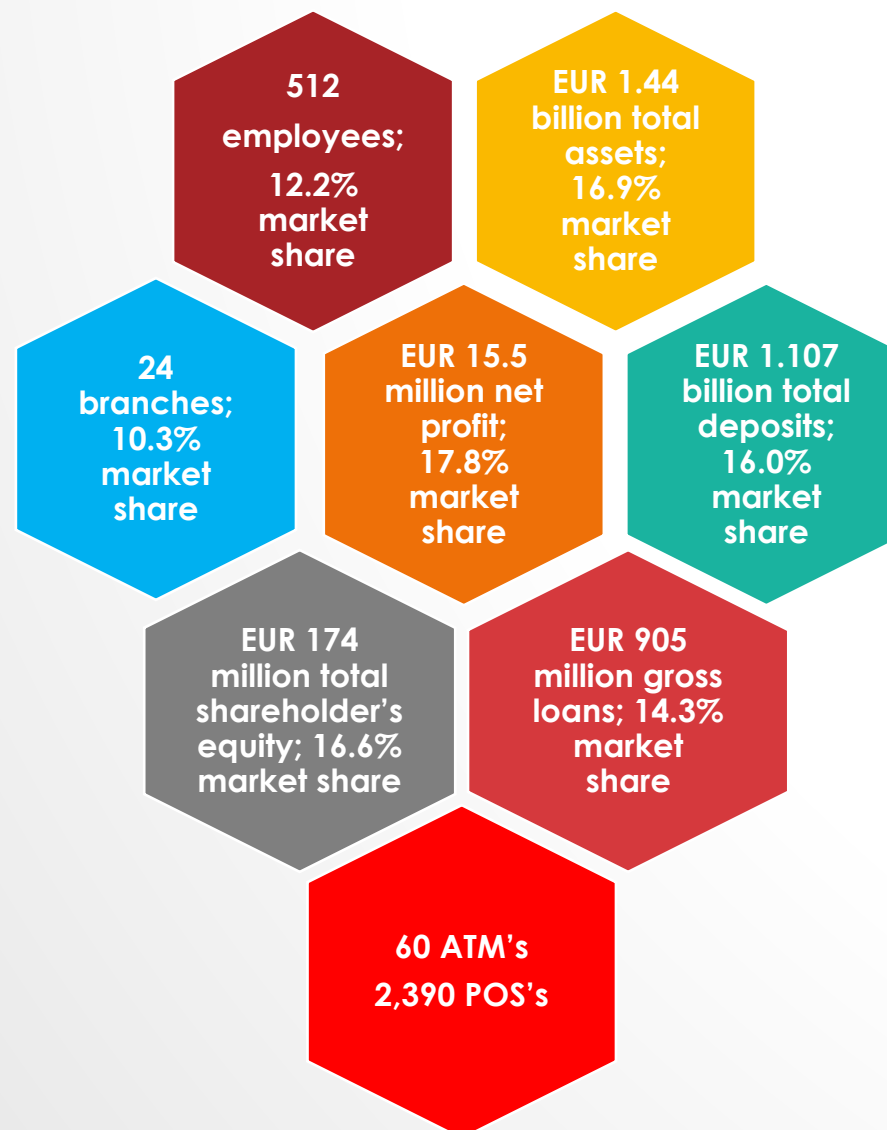 512
employees;
12.2%
market
share
EUR 1.44
billion total
assets;
16.9%
market
share
24
branches;
10.3%
market
share
EUR 15.5
million net
profit;
17.8%
market
share
EUR 1.107
billion total
deposits;
16.0%
market
share
EUR 174
million total
shareholder’s
equity; 16.6%
market share
EUR 905
million gross
loans; 14.3%
market
share
60 ATM’s
2,390 POS’s